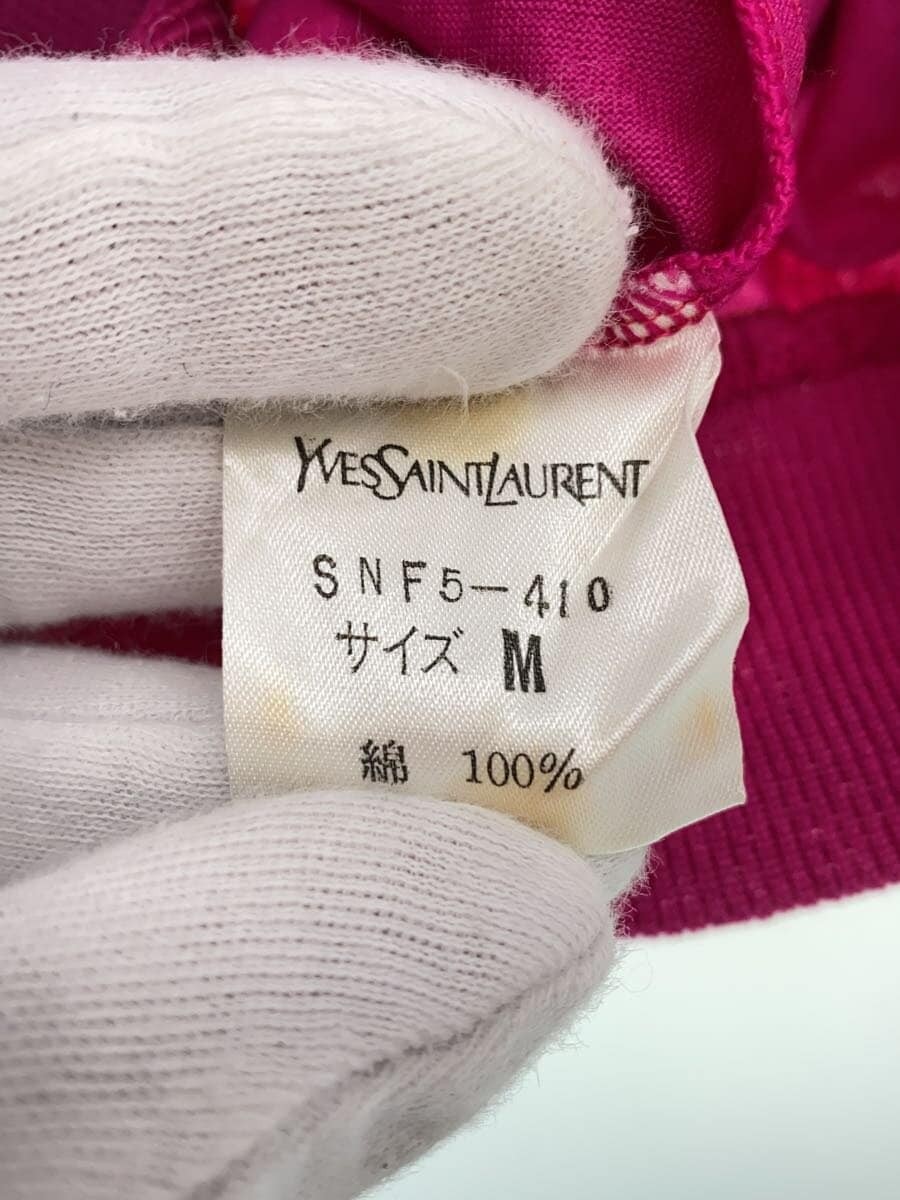 YVESSAINTLAURENT
SNF5-410
サイズ M
綿 100%